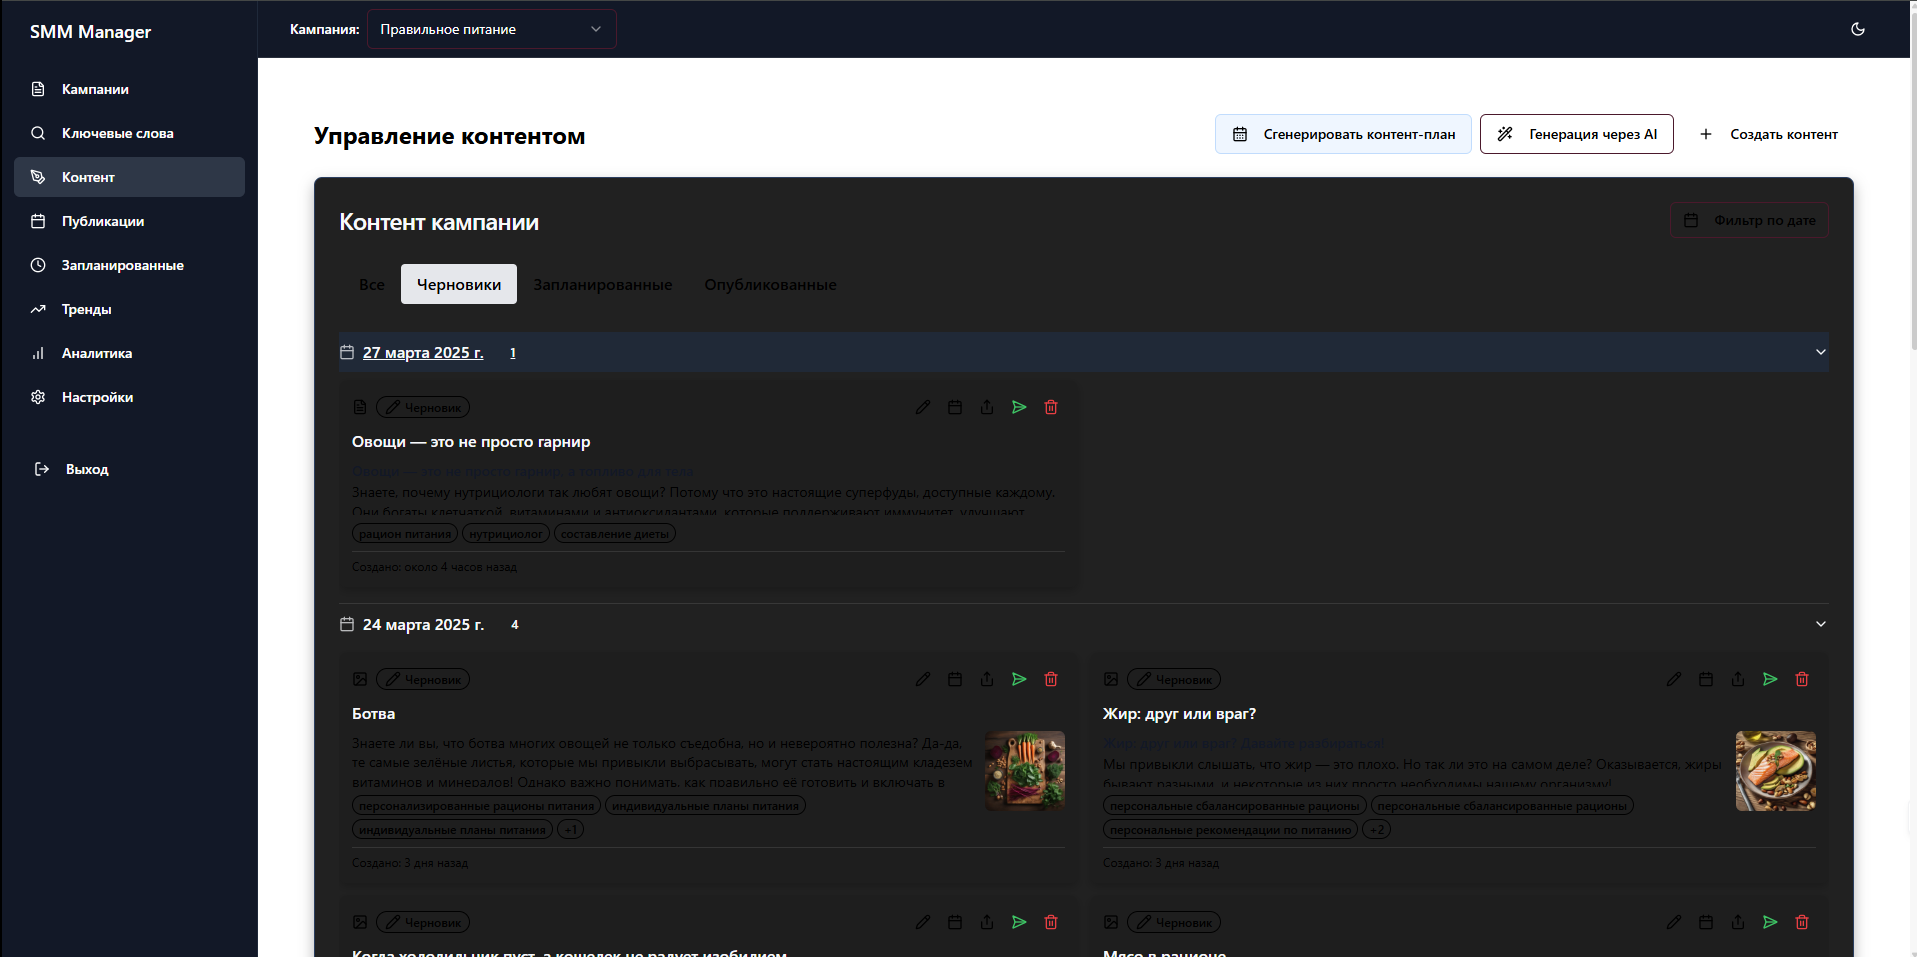 SMM Manager
Кампания:
Правильное питание
Кампании
Ключевые слова
Контент
Публикации
Запланированные
Тренды
Аналитика
Настройки
Выход
Управление контентом
Сгенерировать контент-план
Генерация через AI
Создать контент
Контент кампании
Фильтр по дате
Все
Черновики
Запланированные
Опубликованные
27 марта 2025 г.
1
Черновик
Овощи — это не просто гарнир
Овощи — это не просто гарнир, а топливо для тела
Знаете, почему нутрициологи так любят овощи? Потому что это настоящие суперфуды, доступные каждому.
Они богаты клетчаткой, витаминами и антиоксидантами, которые поддерживают иммунитет, улучшают
рацион питания
нутрициолог
составление диеты
Создано: около 4 часов назад
24 марта 2025 г.
4
Черновик
Ботва
Знаете ли вы, что ботва многих овощей не только съедобна, но и невероятно полезна? Да-да,
те самые зелёные листья, которые мы привыкли выбрасывать, могут стать настоящим кладезем
витаминов и минералов! Однако важно понимать, как правильно её готовить и включать в
персонализированные рационы питания
индивидуальные планы питания
индивидуальные планы питания
+1
Создано: 3 дня назад
Черновик
Жир: друг или враг?
Жир: друг или враг? Давайте разбираться!
Мы привыкли слышать, что жир — это плохо. Но так ли это на самом деле? Оказывается, жиры
бывают разными, и некоторые из них просто необходимы нашему организму!
персональные сбалансированные рационы
персональные сбалансированные рационы
персональные рекомендации по питанию
+2
Создано: 3 дня назад
Черновик
Когда холодильник пуст, а кошелек не радует изобилием
Черновик
Мясо в рационе